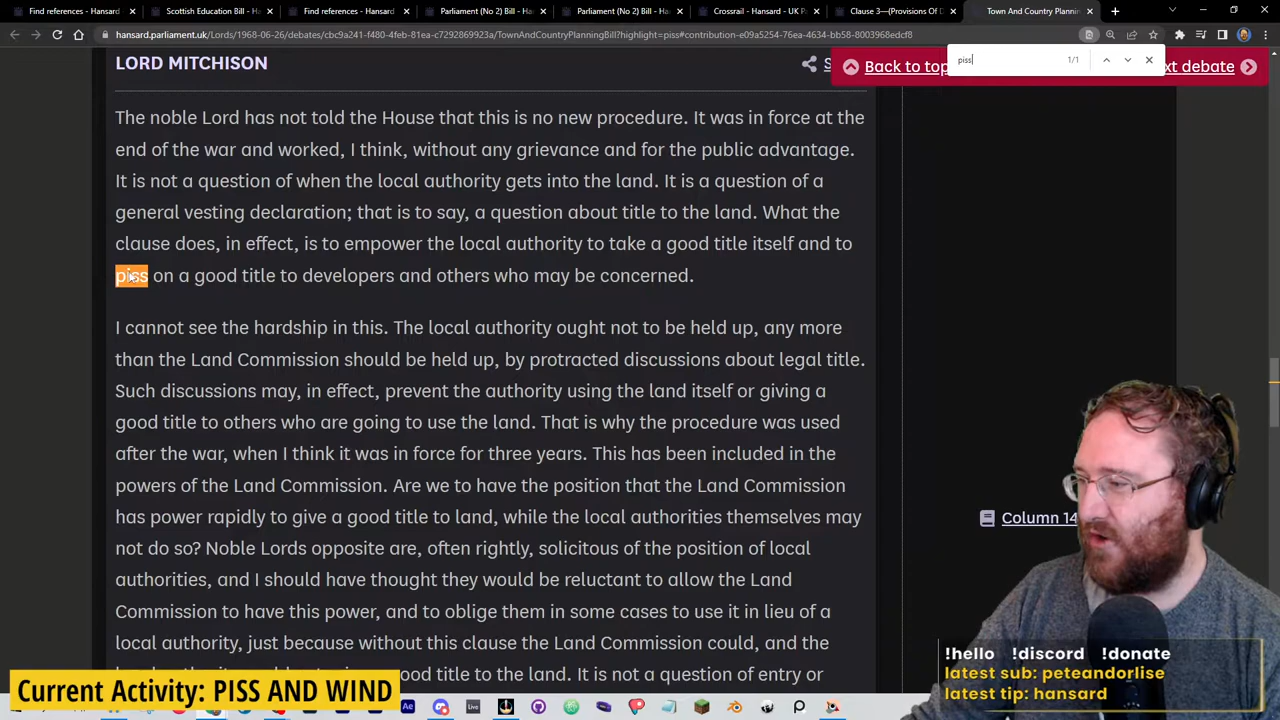 Find references - Hansard
Scottish Education Bill - Han
Find references - Hansard
Parliament (No 2) Bill - Hans
Parliament (No 2) Bill - Hans
Crossrail - Hansard - UK Pa
Clause 3—(Provisions Of D
Town And Country Planning
hansard.parliament.uk/Lords/1968-06-26/debates/cbc9a241-f480-4feb-81ea-c7292869923a/TownAndCountryPlanningBill?highlight=piss#contribution-e09a5254-76ea-4634-bb58-8003968edcf8
piss 1/1
LORD MITCHISON
Back to top
xt debate
The noble Lord has not told the House that this is no new procedure. It was in force at the
end of the war and worked, I think, without any grievance and for the public advantage.
It is not a question of when the local authority gets into the land. It is a question of a
general vesting declaration; that is to say, a question about title to the land. What the
clause does, in effect, is to empower the local authority to take a good title itself and to
piss on a good title to developers and others who may be concerned.
I cannot see the hardship in this. The local authority ought not to be held up, any more
than the Land Commission should be held up, by protracted discussions about legal title.
Such discussions may, in effect, prevent the authority using the land itself or giving a
good title to others who are going to use the land. That is why the procedure was used
after the war, when I think it was in force for three years. This has been included in the
powers of the Land Commission. Are we to have the position that the Land Commission
has power rapidly to give a good title to land, while the local authorities themselves may
not do so? Noble Lords opposite are, often rightly, solicitous of the position of local
authorities, and I should have thought they would be reluctant to allow the Land
Commission to have this power, and to oblige them in some cases to use it in lieu of a
local authority, just because without this clause the Land Commission could, and the
good title to the land. It is not a question of entry or
Column 14
!hello !discord !donate
latest sub: peteandorlise
latest tip: hansard
Current Activity: PISS AND WIND